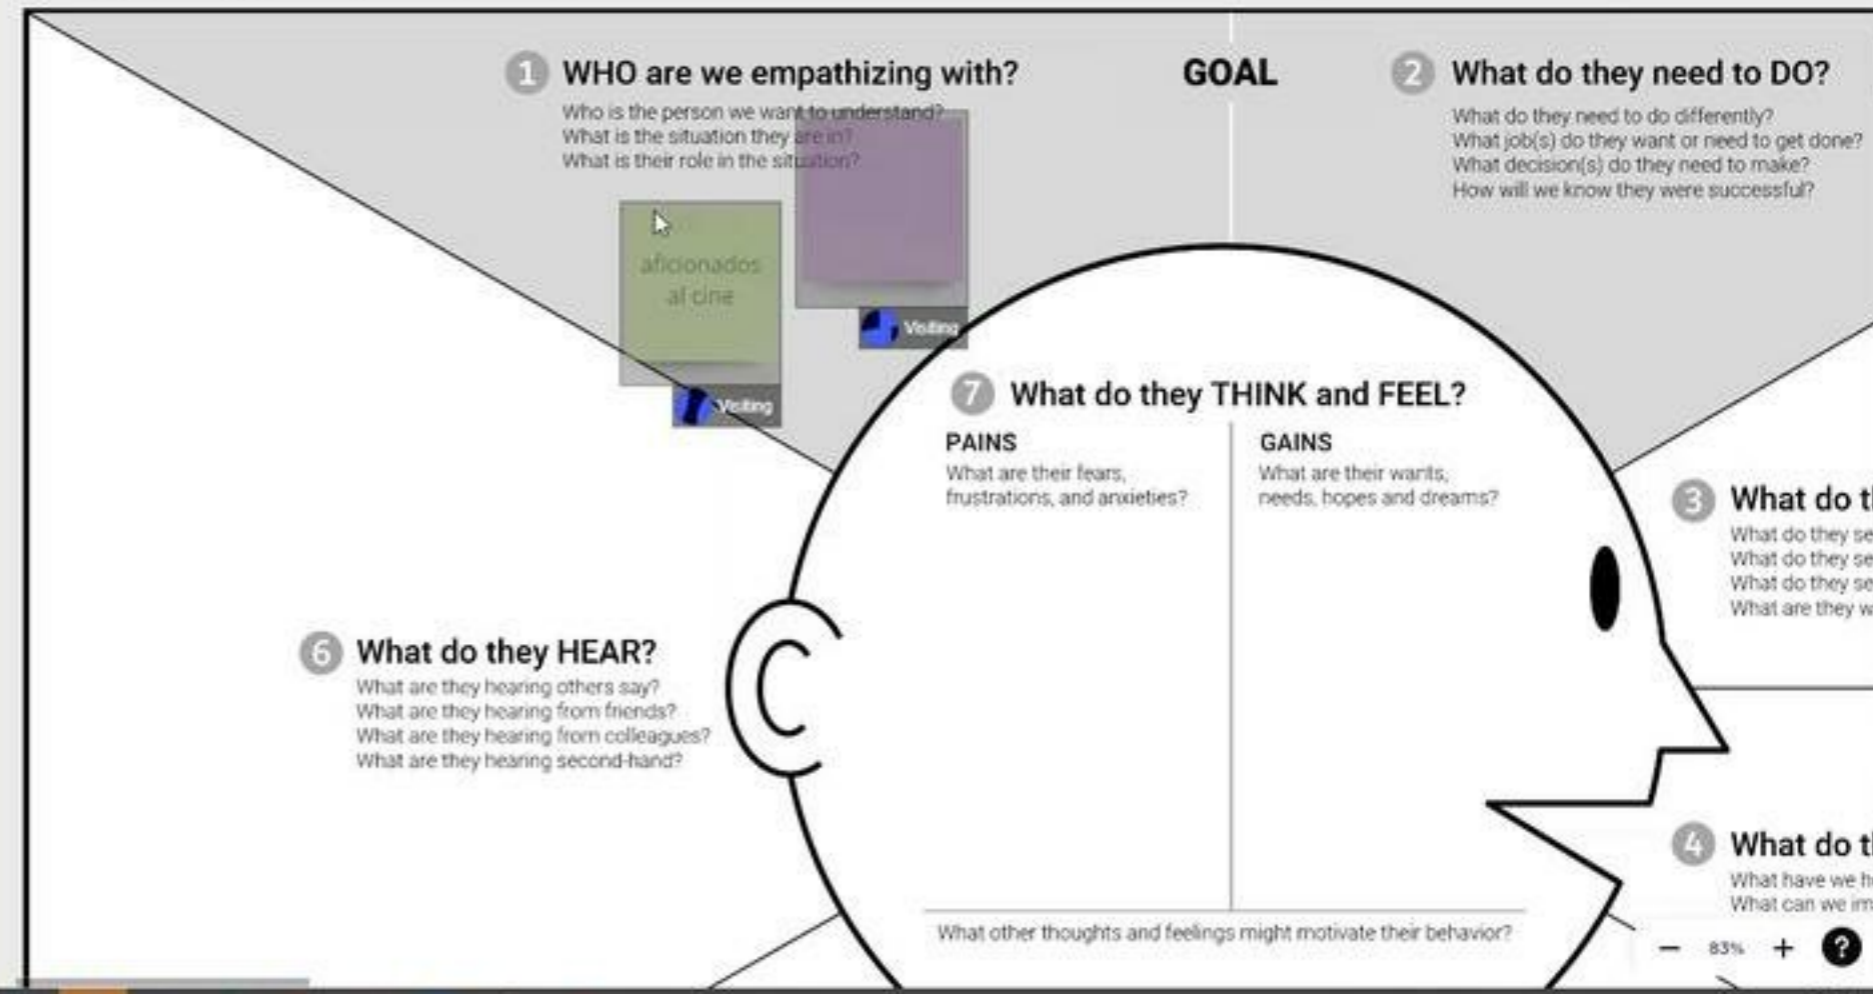 1 WHO are we empathizing with?
Who is the person we want to understand?
What is the situation they are in?
What is their role in the situation?
aficionados
al cine
Visiting
Visiting
GOAL
2 What do they need to DO?
What do they need to do differently?
What job(s) do they want or need to get done?
What decision(s) do they need to make?
How will we know they were successful?
7 What do they THINK and FEEL?
PAINS
What are their fears,
frustrations, and anxieties?
GAINS
What are their wants,
needs, hopes and dreams?
What other thoughts and feelings might motivate their behavior?
3 What do t
What do they se
What do they se
What do they se
What are they w
4 What do t
What have we h
What can we im
6 What do they HEAR?
What are they hearing others say?
What are they hearing from friends?
What are they hearing from colleagues?
What are they hearing second-hand?
− 83% + ?